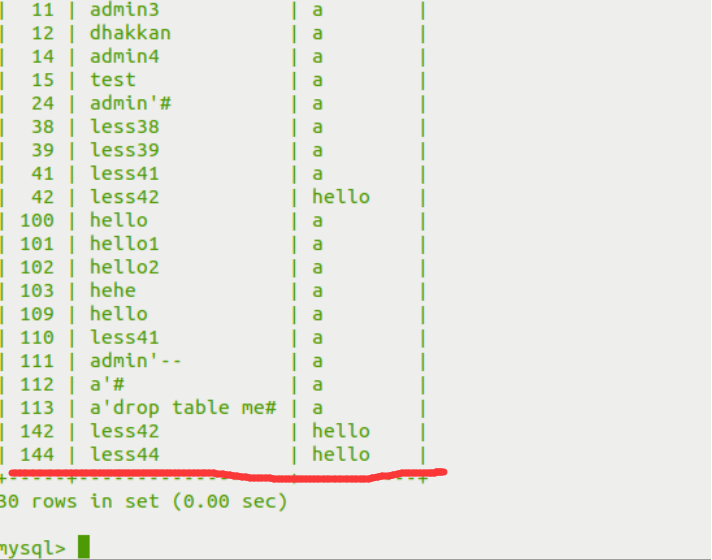 | 11 | admin3 | a |
| 12 | dhakkan | a |
| 14 | admin4 | a |
| 15 | test | a |
| 24 | admin'# | a |
| 38 | less38 | a |
| 39 | less39 | a |
| 41 | less41 | a |
| 42 | less42 | hello |
| 100 | hello | a |
| 101 | hello1 | a |
| 102 | hello2 | a |
| 103 | hehe | a |
| 109 | hello | a |
| 110 | less41 | a |
| 111 | admin'-- | a |
| 112 | a'# | a |
| 113 | a'drop table me# | a |
| 142 | less42 | hello |
| 144 | less44 | hello |
30 rows in set (0.00 sec)
mysql>